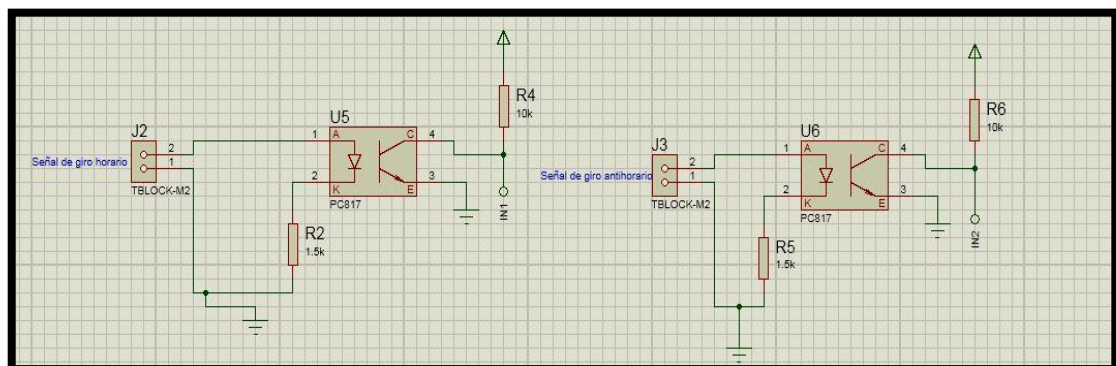 J2
2
1
Señal de giro horario
TBLOCK-M2
U5
1
A
C
4
2
K
E
3
PC817
R2
1.5k
R4
10k
IN1
J3
2
1
Señal de giro antihorario
TBLOCK-M2
U6
1
A
C
4
2
K
E
3
PC817
R5
1.5k
R6
10k
IN2